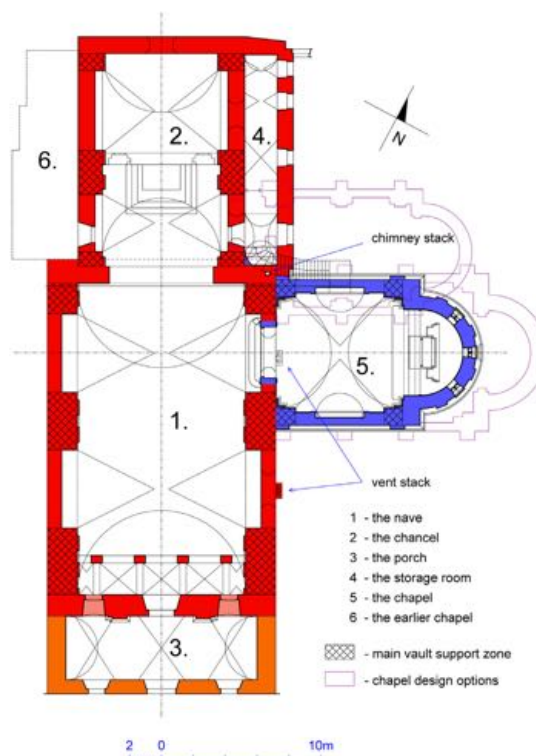 2.
4.
6.
N
chimney stack
5.
1.
vent stack
1 - the nave
2 - the chancel
3 - the porch
4 - the storage room
5 - the chapel
6 - the earlier chapel
- main vault support zone
- chapel design options
3.
2 0 10m